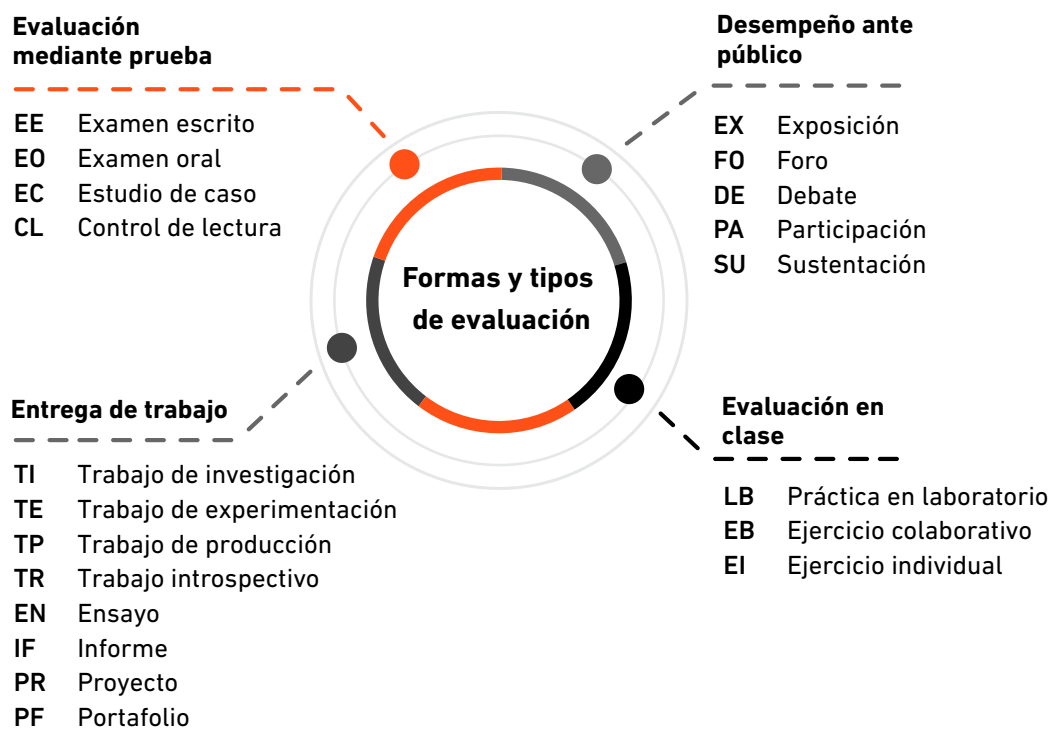 Evaluación
mediante prueba
EE Examen escrito
EO Examen oral
EC Estudio de caso
CL Control de lectura
Desempeño ante
público
EX Exposición
FO Foro
DE Debate
PA Participación
SU Sustentación
Formas y tipos
de evaluación
Entrega de trabajo
TI Trabajo de investigación
TE Trabajo de experimentación
TP Trabajo de producción
TR Trabajo introspectivo
EN Ensayo
IF Informe
PR Proyecto
PF Portafolio
Evaluación en
clase
LB Práctica en laboratorio
EB Ejercicio colaborativo
EI Ejercicio individual